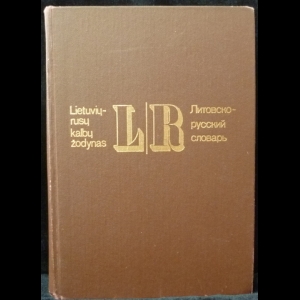 Lietuvių-
rusų
kalbų
žodynas
L/R
Литовско-
русский
словарь